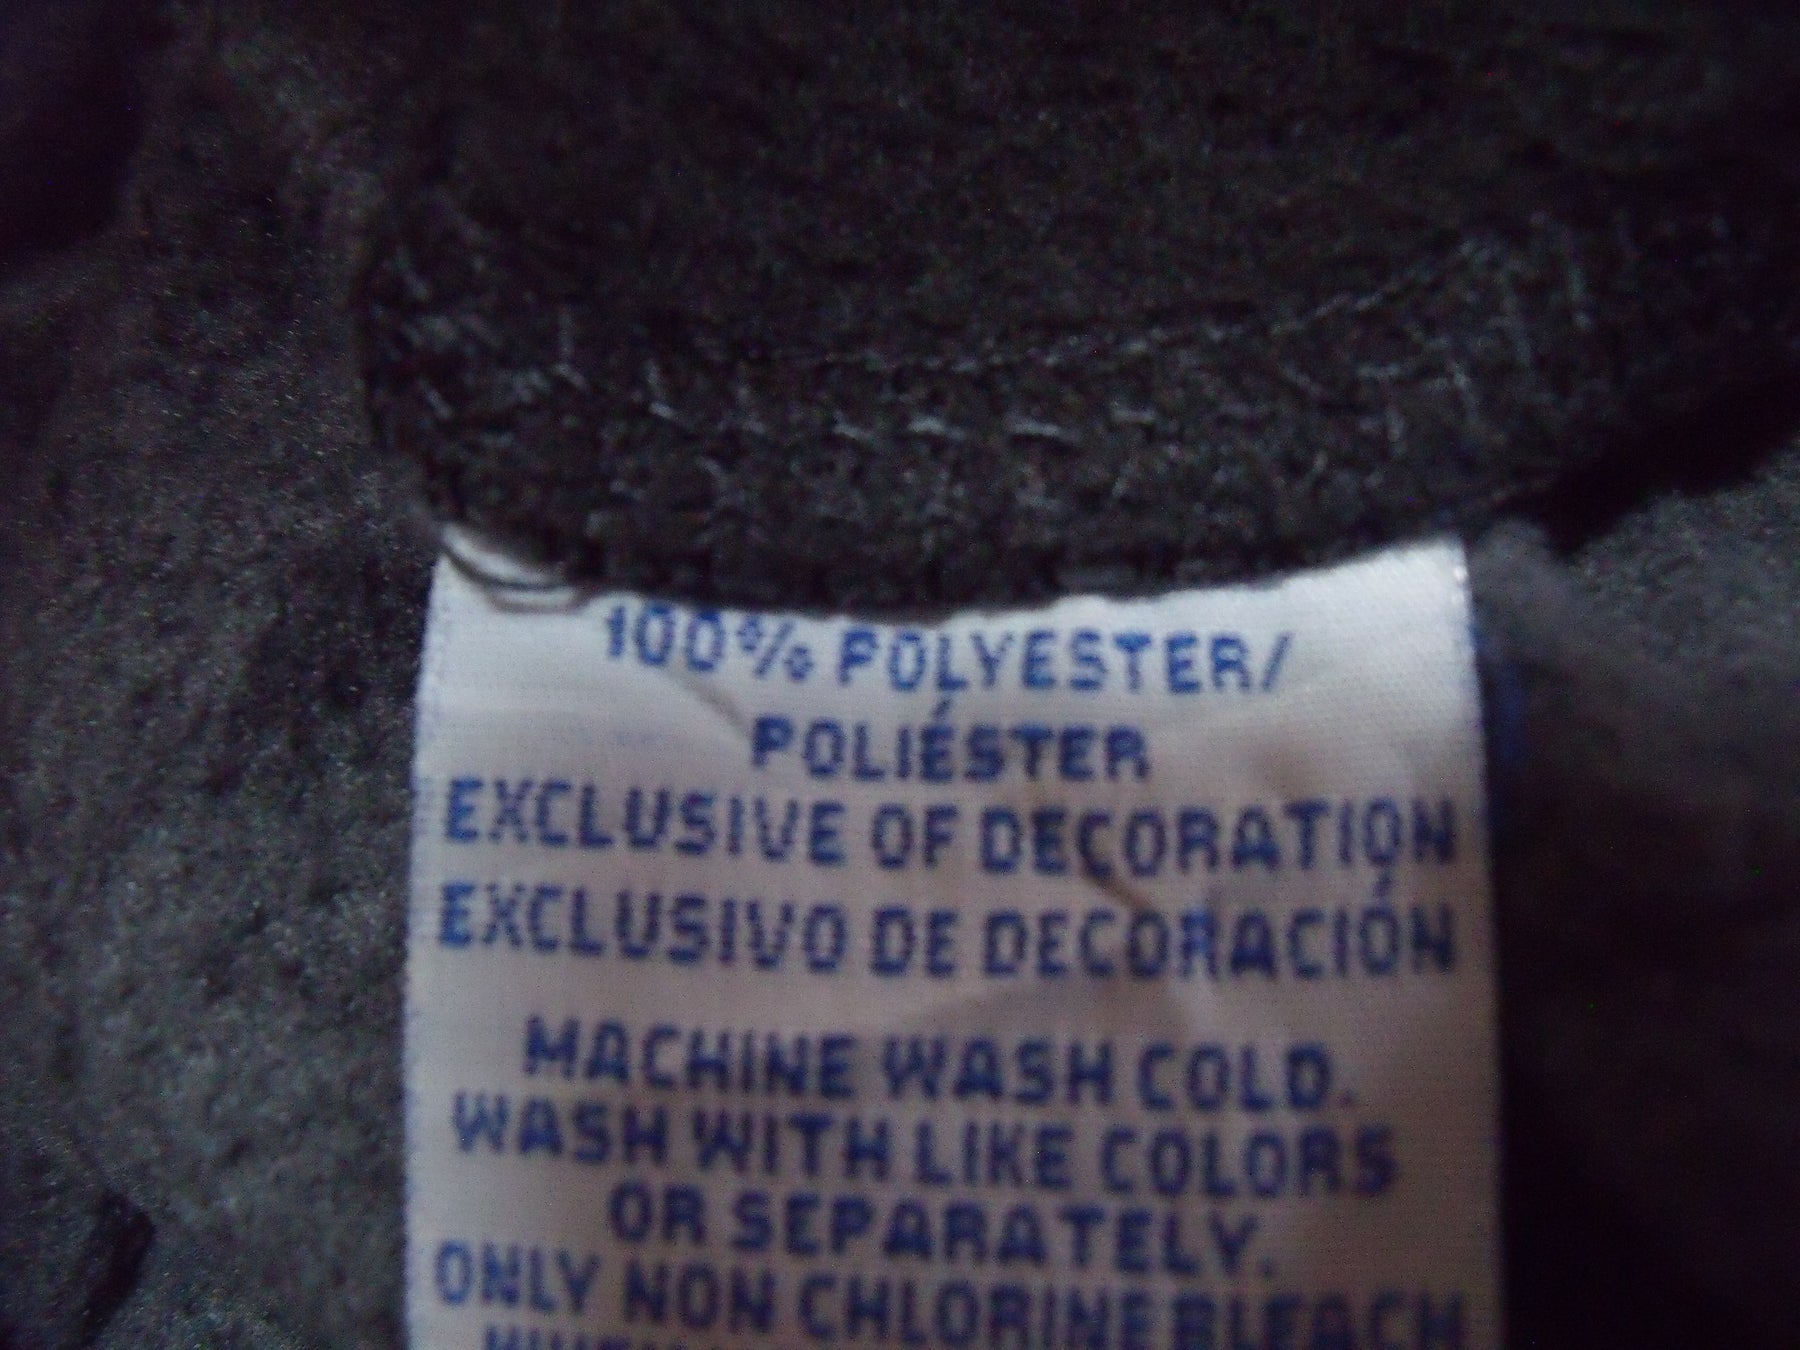 100% POLYESTER/
POLIÉSTER
EXCLUSIVE OF DECORATION
EXCLUSIVO DE DECORACIÓN
MACHINE WASH COLD.
WASH WITH LIKE COLORS
OR SEPARATELY.
ONLY NON CHLORINE BLEACH